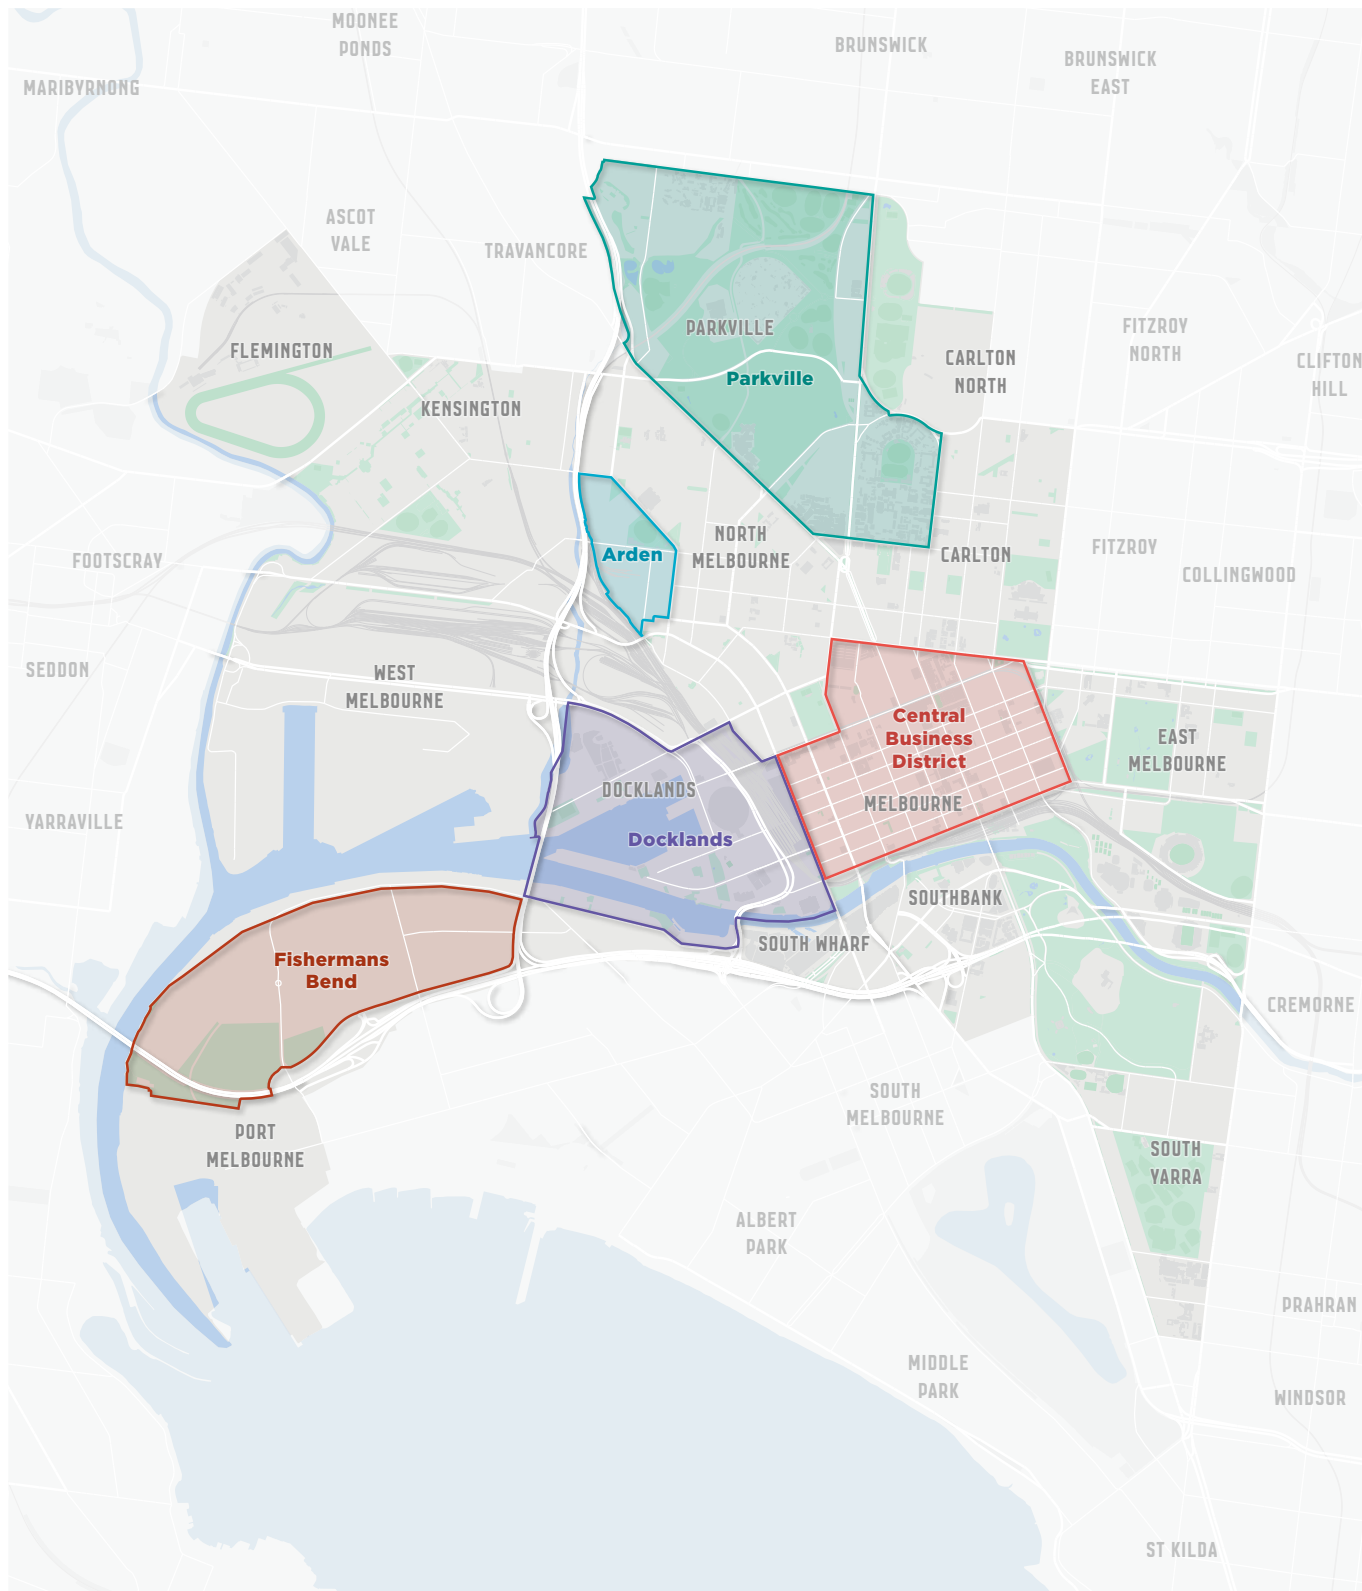 MOONEE
PONDS
BRUNSWICK
BRUNSWICK
EAST
MARIBYRNONG
ASCOT
VALE
TRAVANCORE
PARKVILLE
Parkville
FLEMINGTON
KENSINGTON
CARLTON
NORTH
FITZROY
NORTH
CLIFTON
HILL
Arden
NORTH
MELBOURNE
CARLTON
FITZROY
COLLINGWOOD
FOOTSCRAY
SEDDON
WEST
MELBOURNE
Central
Business
District
MELBOURNE
EAST
MELBOURNE
DOCKLANDS
Docklands
YARRAVILLE
SOUTHBANK
SOUTH WHARF
Fishermans
Bend
CREMORNE
SOUTH
MELBOURNE
PORT
MELBOURNE
SOUTH
YARRA
ALBERT
PARK
PRAHRAN
MIDDLE
PARK
WINDSOR
ST KILDA